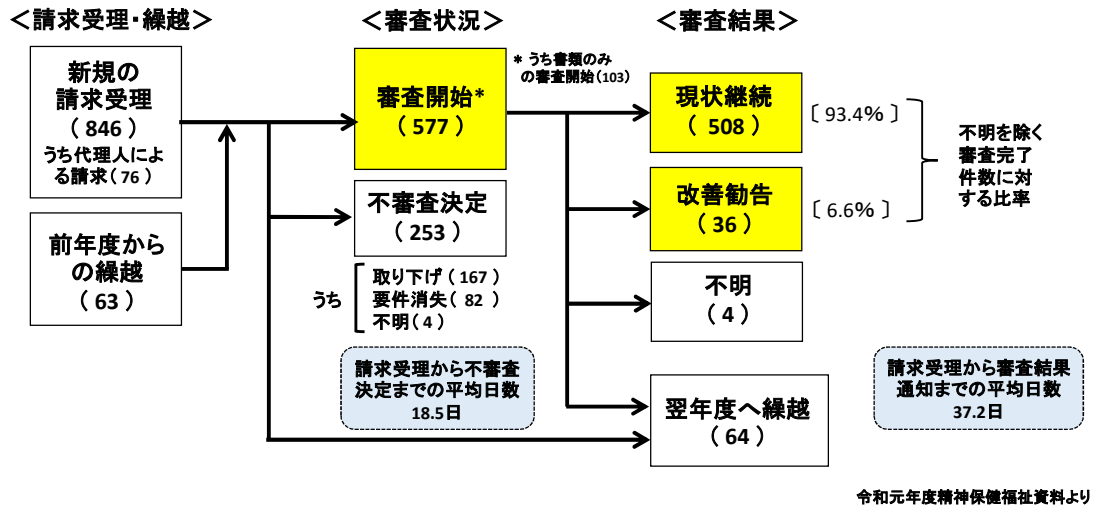 ＜請求受理・繰越＞
新規の
請求受理
（ 846 ）
うち代理人によ
る請求（ 76 ）
前年度から
の繰越
（ 63 ）
＜審査状況＞
審査開始*
（ 577 ）
* うち書類のみ
の審査開始（103）
不審査決定
（ 253 ）
うち
取り下げ（ 167 ）
要件消失（ 82 ）
不明（ 4 ）
請求受理から不審査
決定までの平均日数
18.5日
＜審査結果＞
現状継続
（ 508 ）
〔 93.4% 〕
改善勧告
（ 36 ）
〔 6.6% 〕
不明を除く
審査完了
件数に対
する比率
不明
（ 4 ）
翌年度へ繰越
（ 64 ）
請求受理から審査結果
通知までの平均日数
37.2日
令和元年度精神保健福祉資料より